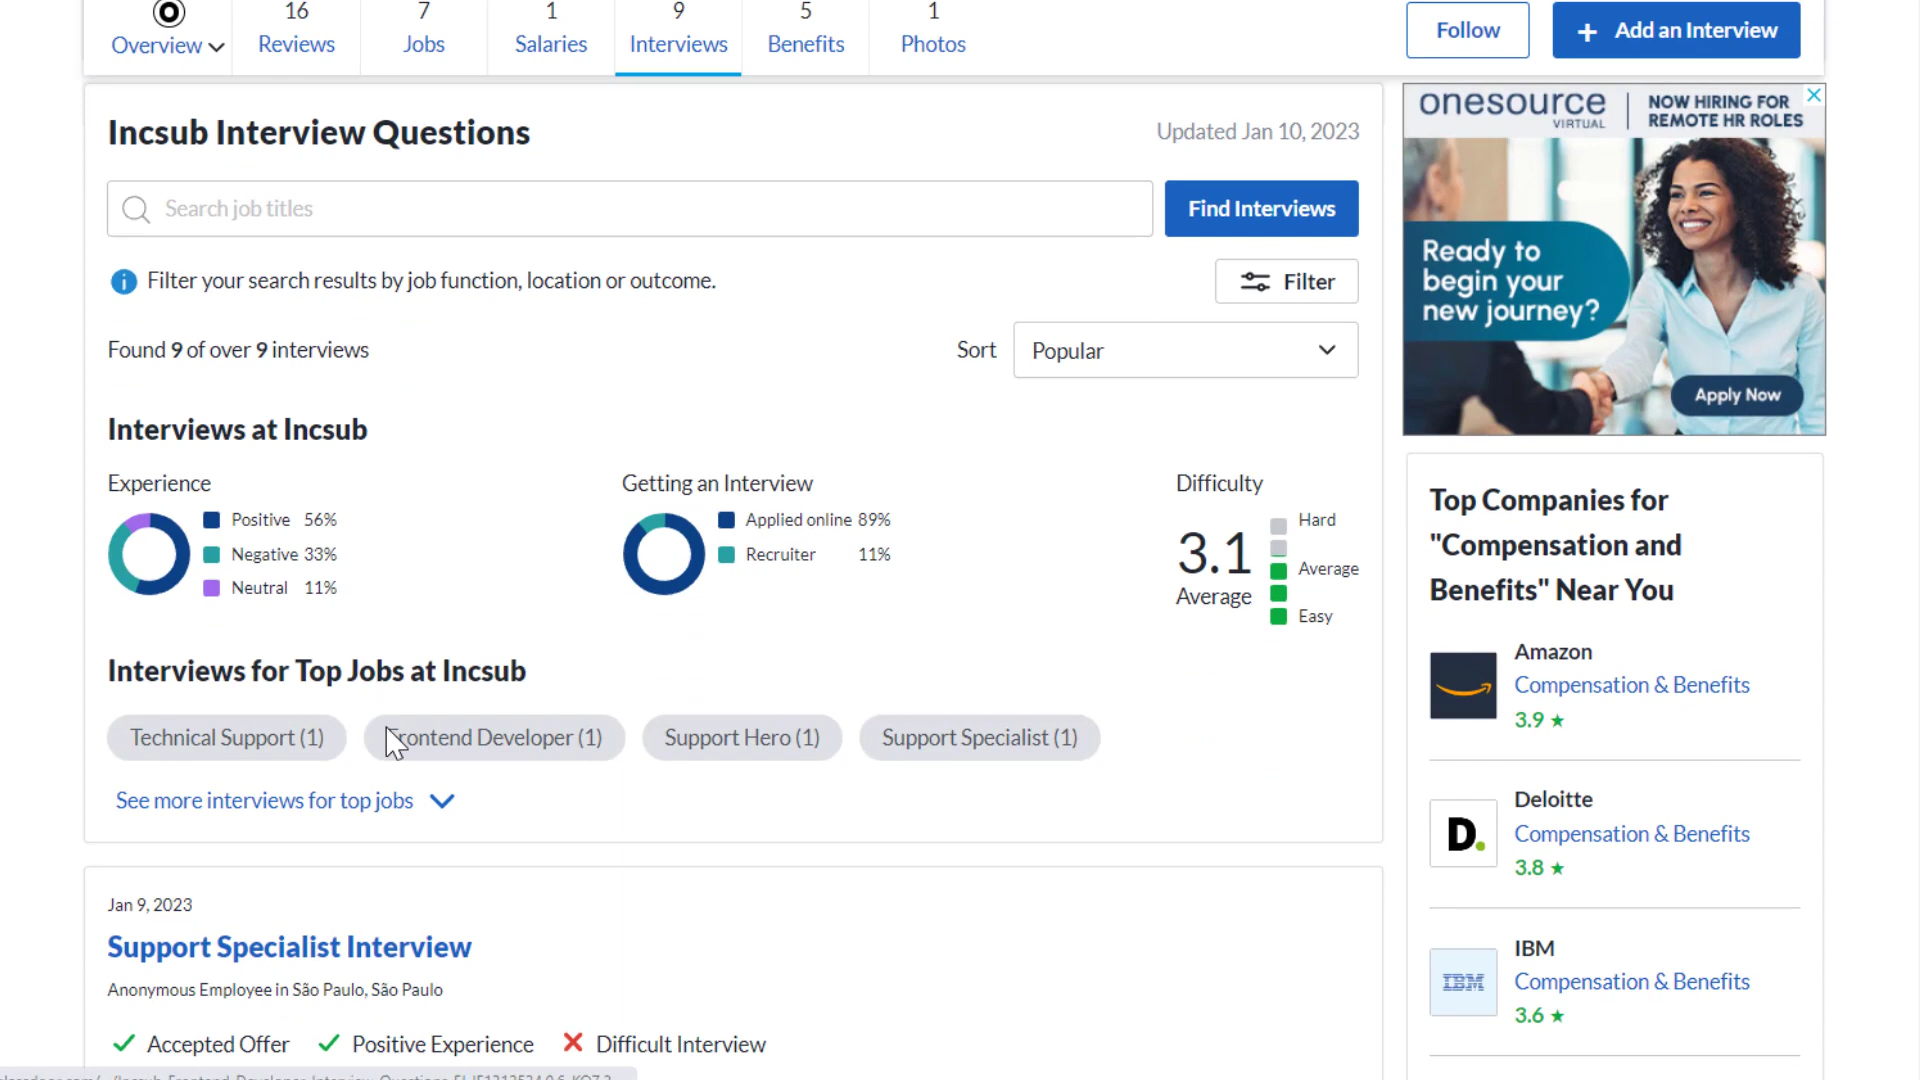 16
7
1
9
5
1
Overview
Reviews
Jobs
Salaries
Interviews
Benefits
Photos
Follow
+ Add an Interview
Incsub Interview Questions
Updated Jan 10, 2023
Search job titles
Find Interviews
Filter your search results by job function, location or outcome.
Filter
Found 9 of over 9 interviews
Sort
Popular
Interviews at Incsub
Experience
Positive 56%
Negative 33%
Neutral 11%
Getting an Interview
Applied online 89%
Recruiter 11%
Difficulty
3.1
Average
Hard
Average
Easy
Interviews for Top Jobs at Incsub
Technical Support (1)
Frontend Developer (1)
Support Hero (1)
Support Specialist (1)
See more interviews for top jobs
Jan 9, 2023
Support Specialist Interview
Anonymous Employee in São Paulo, São Paulo
Accepted Offer
Positive Experience
Difficult Interview
onesource
VIRTUAL
NOW HIRING FOR
REMOTE HR ROLES
Ready to
begin your
new journey?
Apply Now
Top Companies for
"Compensation and
Benefits" Near You
Amazon
Compensation & Benefits
3.9 ★
D.
Deloitte
Compensation & Benefits
3.8 ★
IBM
IBM
Compensation & Benefits
3.6 ★